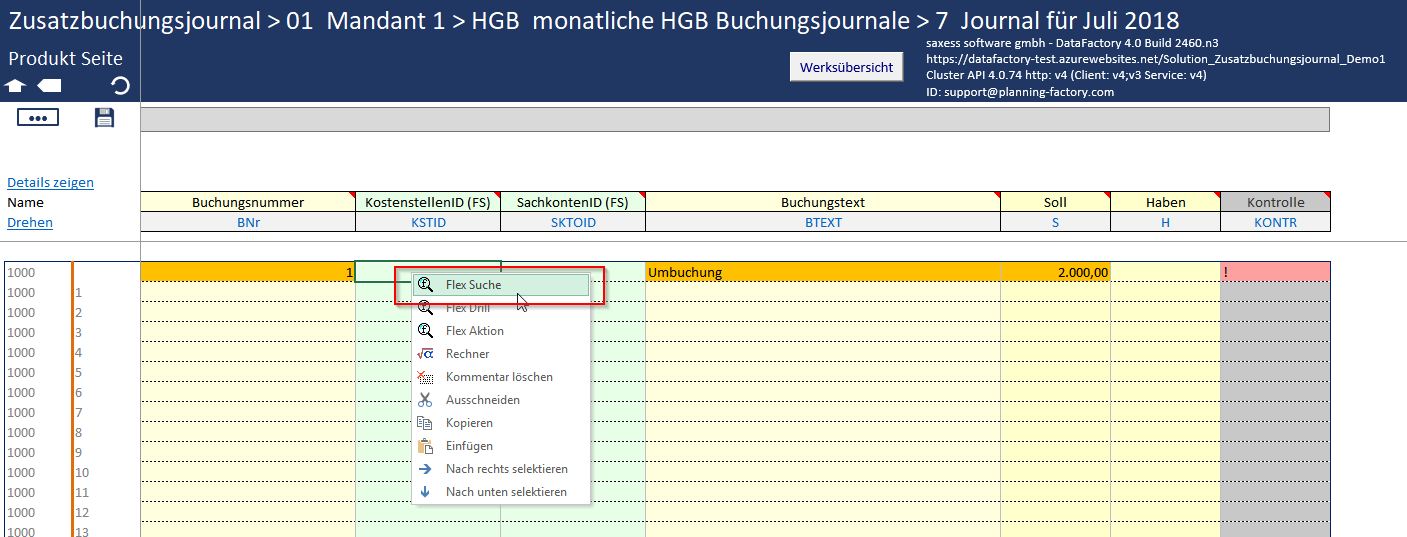 Zusatzbuchungsjournal > 01  Mandant 1 > HGB  monatliche HGB Buchungsjournale > 7  Journal für Juli 2018
Produkt Seite
Werksübersicht
saxess software gmbh - DataFactory 4.0 Build 2460.n3
https://datafactory-test.azurewebsites.net/Solution_Zusatzbuchungsjournal_Demo1
Cluster API 4.0.74 http: v4 (Client: v4;v3 Service: v4)
ID: support@planning-factory.com
Details zeigen
Name Buchungsnummer KostenstellenID (FS) SachkontenID (FS) Buchungstext Soll Haben Kontrolle
Drehen BNr KSTID SKTOID BTEXT S H KONTR
1000 1 Umbuchung 2.000,00 !
1000 1
1000 2
1000 3
1000 4
1000 5
1000 6
1000 7
1000 8
1000 9
1000 10
1000 11
1000 12
1000 13
Flex Suche
Flex Drill
Flex Aktion
Rechner
Kommentar löschen
Ausschneiden
Kopieren
Einfügen
Nach rechts selektieren
Nach unten selektieren